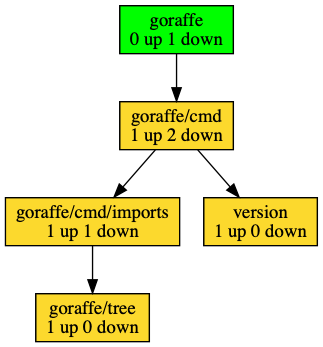 goraffe
0 up 1 down
goraffe/cmd
1 up 2 down
goraffe/cmd/imports
1 up 1 down
version
1 up 0 down
goraffe/tree
1 up 0 down